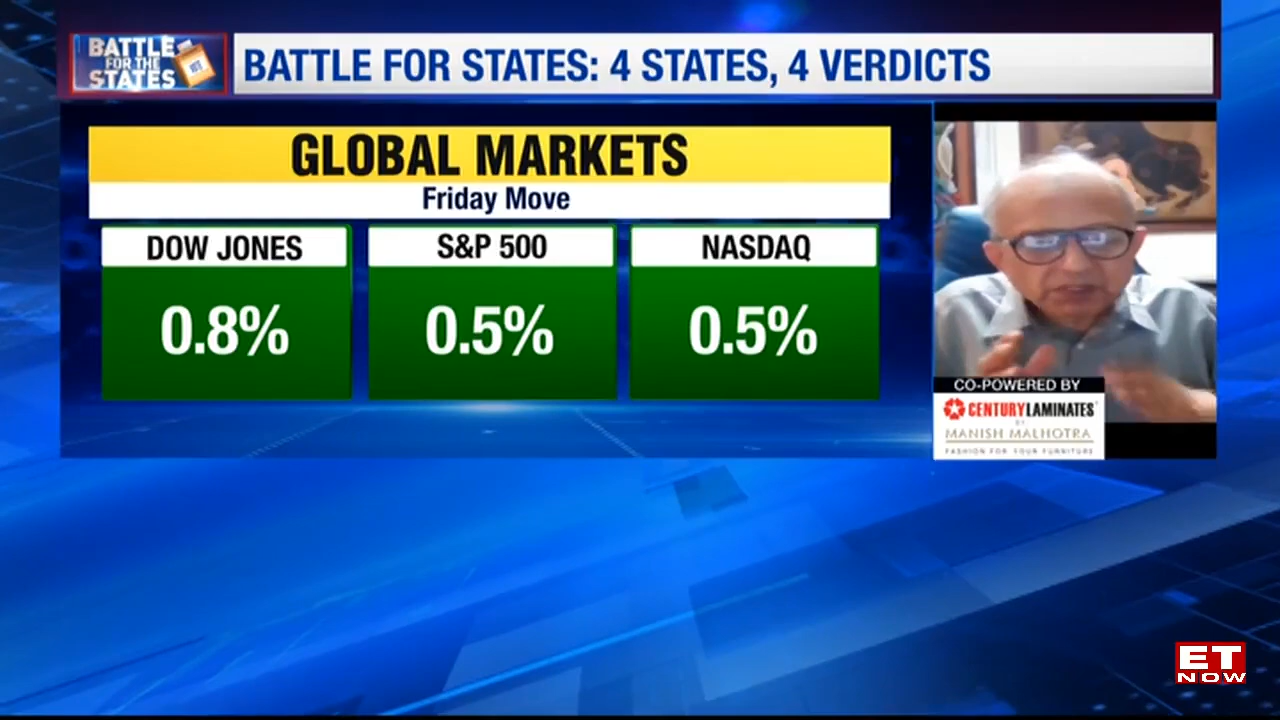 BATTLE
FOR THE
STATES
BATTLE FOR STATES: 4 STATES, 4 VERDICTS
GLOBAL MARKETS
Friday Move
DOW JONES
S&P 500
NASDAQ
0.8%
0.5%
0.5%
CO-POWERED BY
CENTURYLAMINATES
BY
MANISH MALHOTRA
FASHION FOR YOUR FURNITURE
ET
NOW